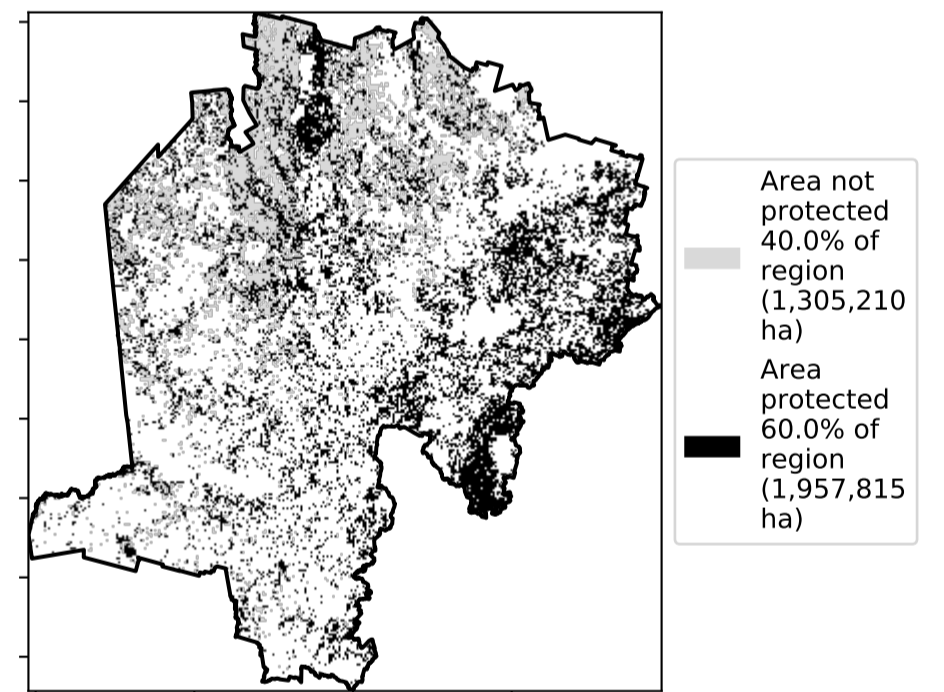 Area not
protected
40.0% of
region
(1,305,210
ha)
Area
protected
60.0% of
region
(1,957,815
ha)